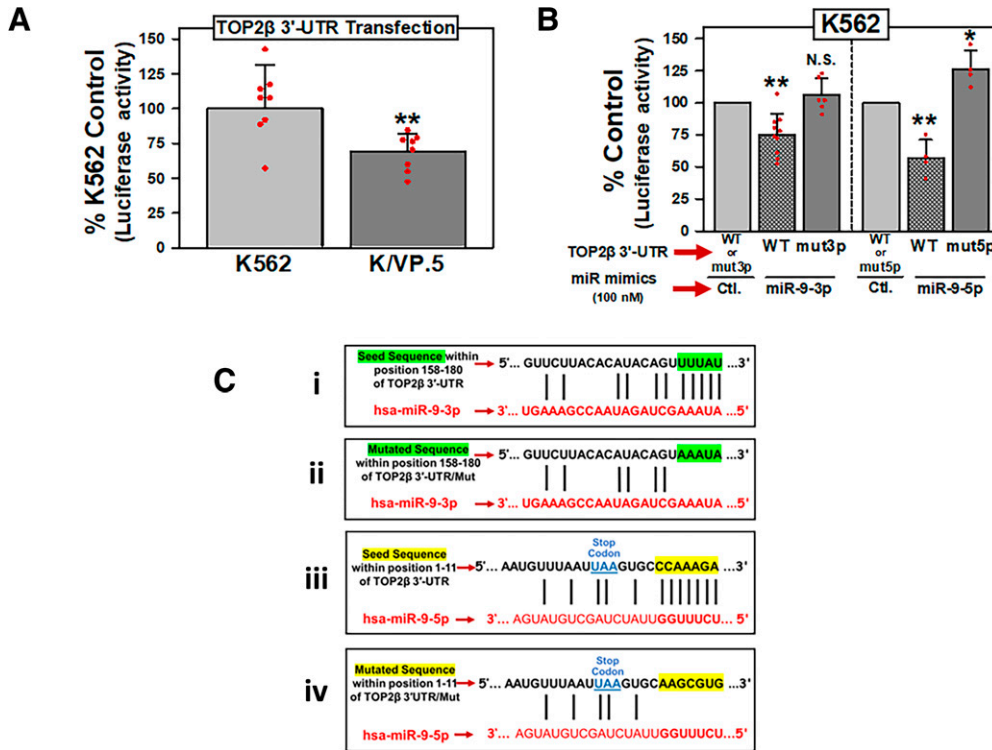 A
TOP2β 3'-UTR Transfection
% K562 Control
(Luciferase activity)
150
125
100
75
50
25
0
**
K562
K/VP.5
B
K562
% Control
(Luciferase activity)
150
125
100
75
50
25
0
**
N.S.
**
*
TOP2β 3'-UTR
WT or mut3p
WT
mut3p
WT or mut5p
WT
mut5p
miR mimics
(100 nM)
Ctl.
miR-9-3p
Ctl.
miR-9-5p
C
i
Seed Sequence within
position 158-180
of TOP2β 3'-UTR
5'... GUUCUUACACAUACAGUUUUAU ...3'
hsa-miR-9-3p
3'... UGAAAGCCAAUAGAUCGAAAUA ...5'
ii
Mutated Sequence
within position 158-180
of TOP2β 3'-UTR/Mut
5'... GUUCUUACACAUACAGUAAAUA ...3'
hsa-miR-9-3p
3'... UGAAAGCCAAUAGAUCGAAAUA ...5'
iii
Seed Sequence
within position 1-11
of TOP2β 3'-UTR
Stop
Codon
5'... AAUGUUUAAUUAAGUGCCCAAAGA ...3'
hsa-miR-9-5p
3'... AGUAUGUCGAUCUAUUGGUUUCU... 5'
iv
Mutated Sequence
within position 1-11
of TOP2β 3'UTR/Mut
Stop
Codon
5'... AAUGUUUAAUUAAGUGCAAGCGUG ...3'
hsa-miR-9-5p
3'... AGUAUGUCGAUCUAUUGGUUUCU... 5'